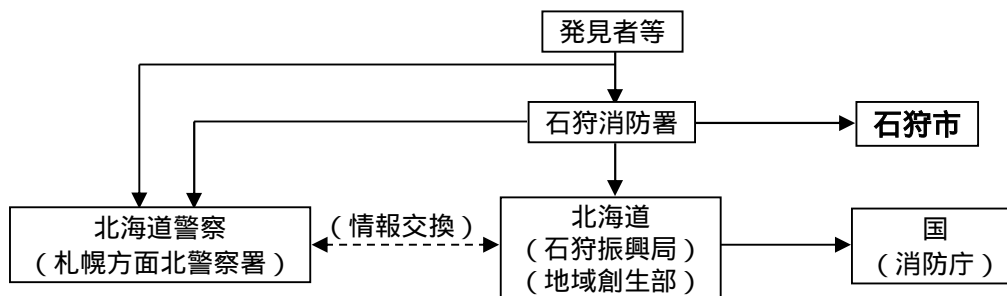 発見者等
石狩消防署
石狩市
北海道警察
（札幌方面北警察署）
（情報交換）
北海道
（石狩振興局）
（地域創生部）
国
（消防庁）